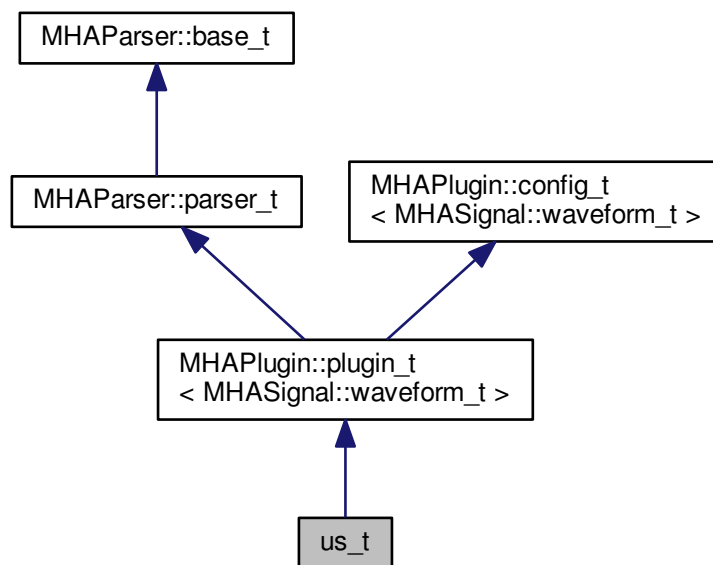 MHAParser::base_t
MHAParser::parser_t
MHAPlugin::config_t
< MHASignal::waveform_t >
MHAPlugin::plugin_t
< MHASignal::waveform_t >
us_t